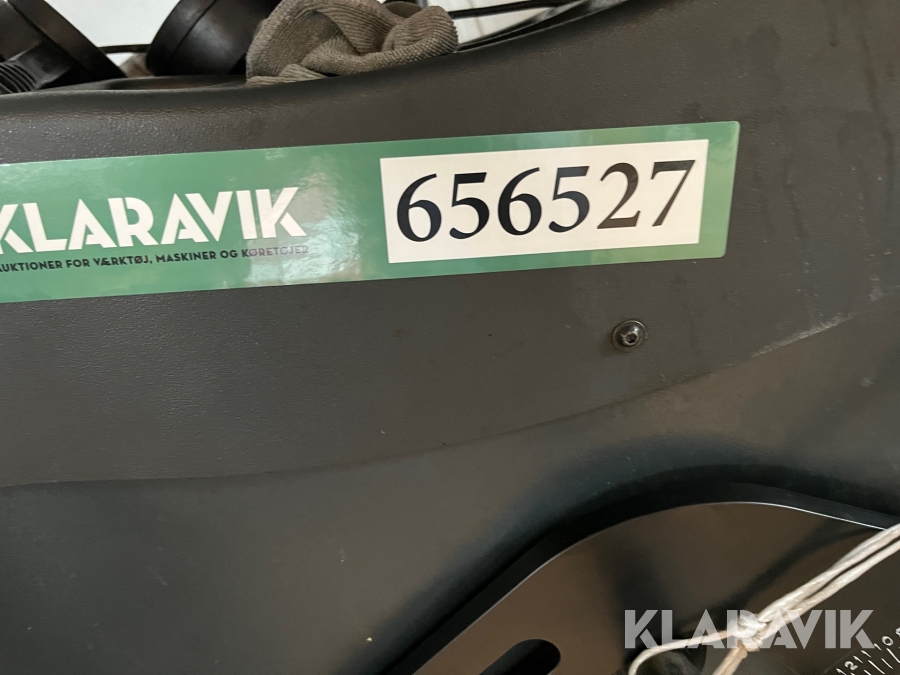 KLARAVIK
AUKTIONER FOR VÆRKTØJ, MASKINER OG KØRETØJER
656527
KLARAVIK